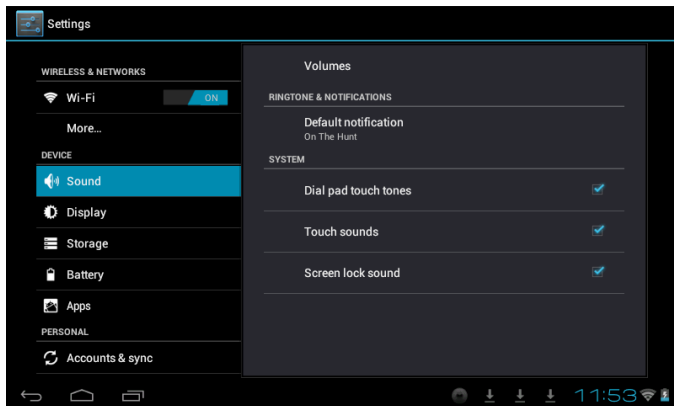 Settings
WIRELESS & NETWORKS
Wi-Fi
ON
More...
DEVICE
Sound
Display
Storage
Battery
Apps
PERSONAL
Accounts & sync
Volumes
RINGTONE & NOTIFICATIONS
Default notification
On The Hunt
SYSTEM
Dial pad touch tones
Touch sounds
Screen lock sound
11:53